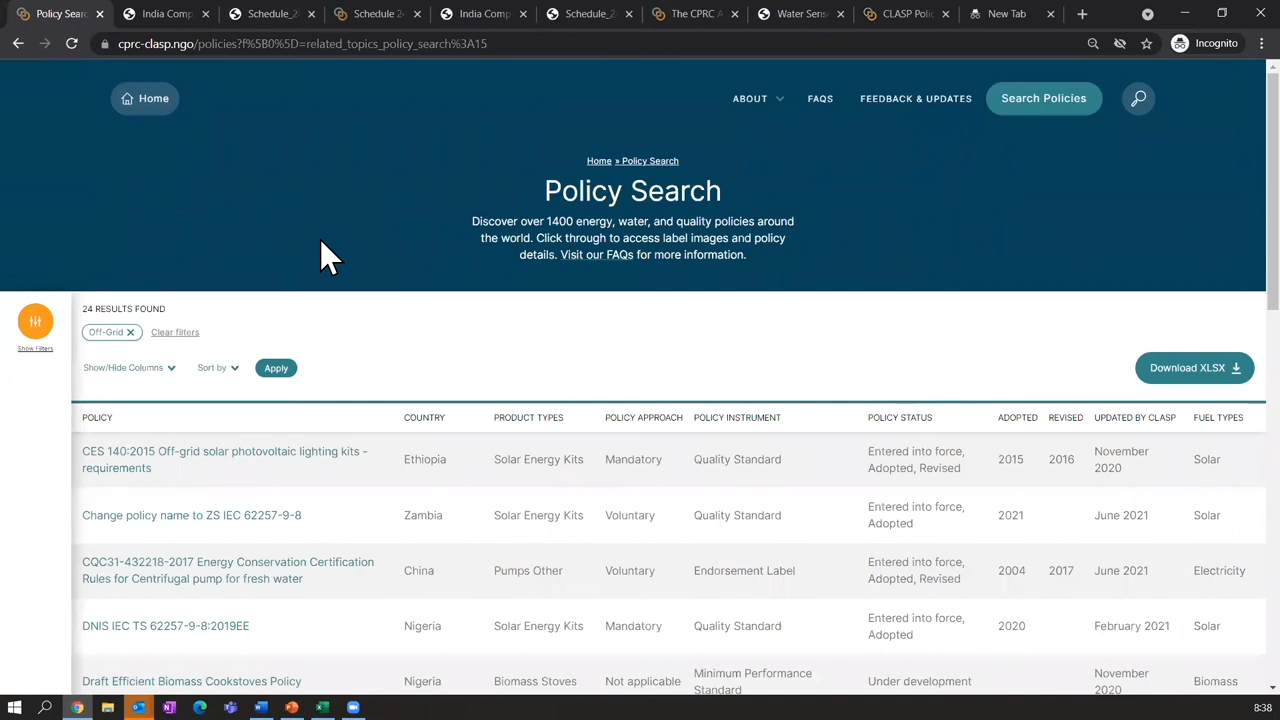 Policy Sear
India Comp
Schedule_2
Schedule 2
India Comp
Schedule_2
The CPRC A
Water Sens
CLASP Poli
New Tab
cprc-clasp.ngo/policies?f%5B0%5D=related_topics_policy_search%3A15
Incognito
Home
ABOUT
FAQS
FEEDBACK & UPDATES
Search Policies
Home » Policy Search
Policy Search
Discover over 1400 energy, water, and quality policies around
the world. Click through to access label images and policy
details. Visit our FAQs for more information.
Show Filters
24 RESULTS FOUND
Off-Grid
Clear filters
Show/Hide Columns
Sort by
Apply
Download XLSX
POLICY COUNTRY PRODUCT TYPES POLICY APPROACH POLICY INSTRUMENT POLICY STATUS ADOPTED REVISED UPDATED BY CLASP FUEL TYPES
CES 140:2015 Off-grid solar photovoltaic lighting kits -
requirements
Ethiopia
Solar Energy Kits
Mandatory
Quality Standard
Entered into force,
Adopted, Revised
2015
2016
November
2020
Solar
Change policy name to ZS IEC 62257-9-8
Zambia
Solar Energy Kits
Voluntary
Quality Standard
Entered into force,
Adopted
2021
June 2021
Solar
CQC31-432218-2017 Energy Conservation Certification
Rules for Centrifugal pump for fresh water
China
Pumps Other
Voluntary
Endorsement Label
Entered into force,
Adopted, Revised
2004
2017
June 2021
Electricity
DNIS IEC TS 62257-9-8:2019EE
Nigeria
Solar Energy Kits
Mandatory
Quality Standard
Entered into force,
Adopted
2020
February 2021
Solar
Draft Efficient Biomass Cookstoves Policy
Nigeria
Biomass Stoves
Not applicable
Minimum Performance
Standard
Under development
November
2020
Biomass
8:38